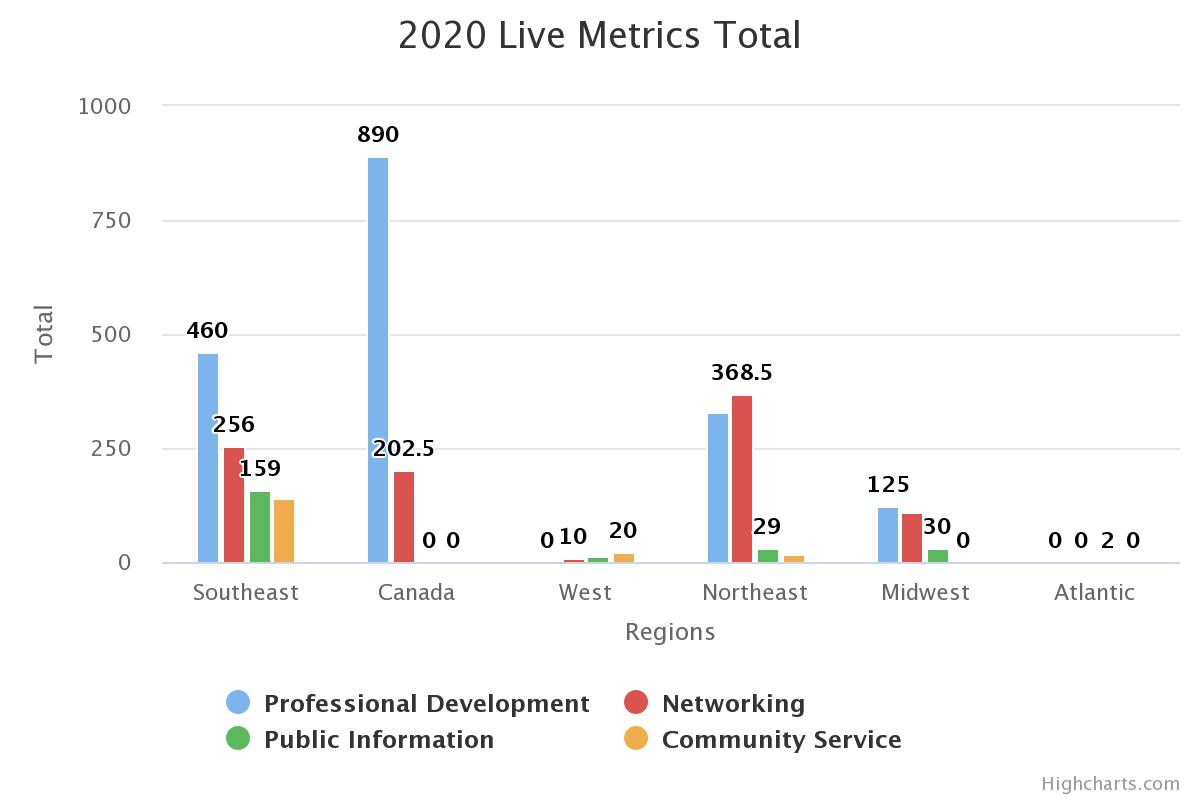 2020 Live Metrics Total
1000
750
500
250
0
Total
460
256
159
890
202.5
0 0
0 10 20
368.5
29
125
30
0
0 0 2 0
Southeast Canada West Northeast Midwest Atlantic
Regions
Professional Development Networking
Public Information Community Service
Highcharts.com